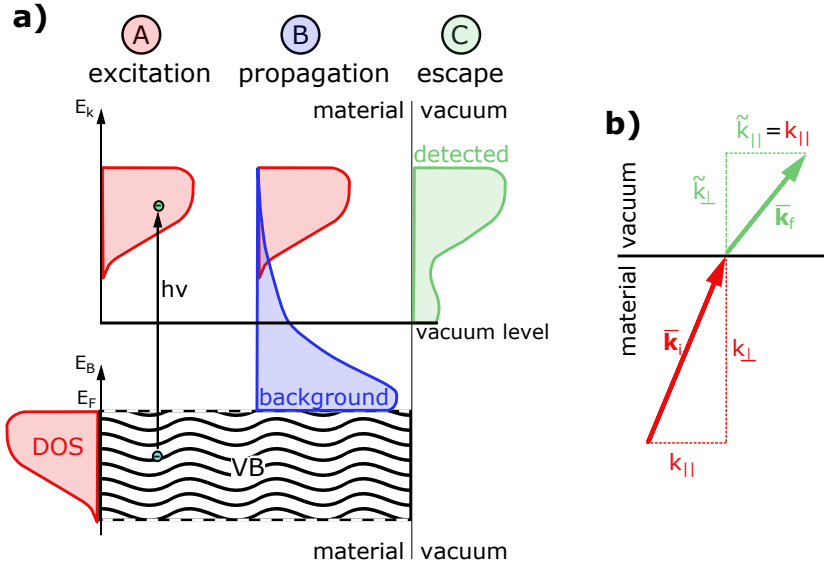 a)
A
B
C
excitation
propagation
escape
E_k
material
vacuum
detected
hν
vacuum level
E_B
E_F
background
DOS
VB
material
vacuum
b)
k̃_|| = k_||
k̃_⊥
k̄_f
vacuum
material
k̄_i
k_⊥
k_||